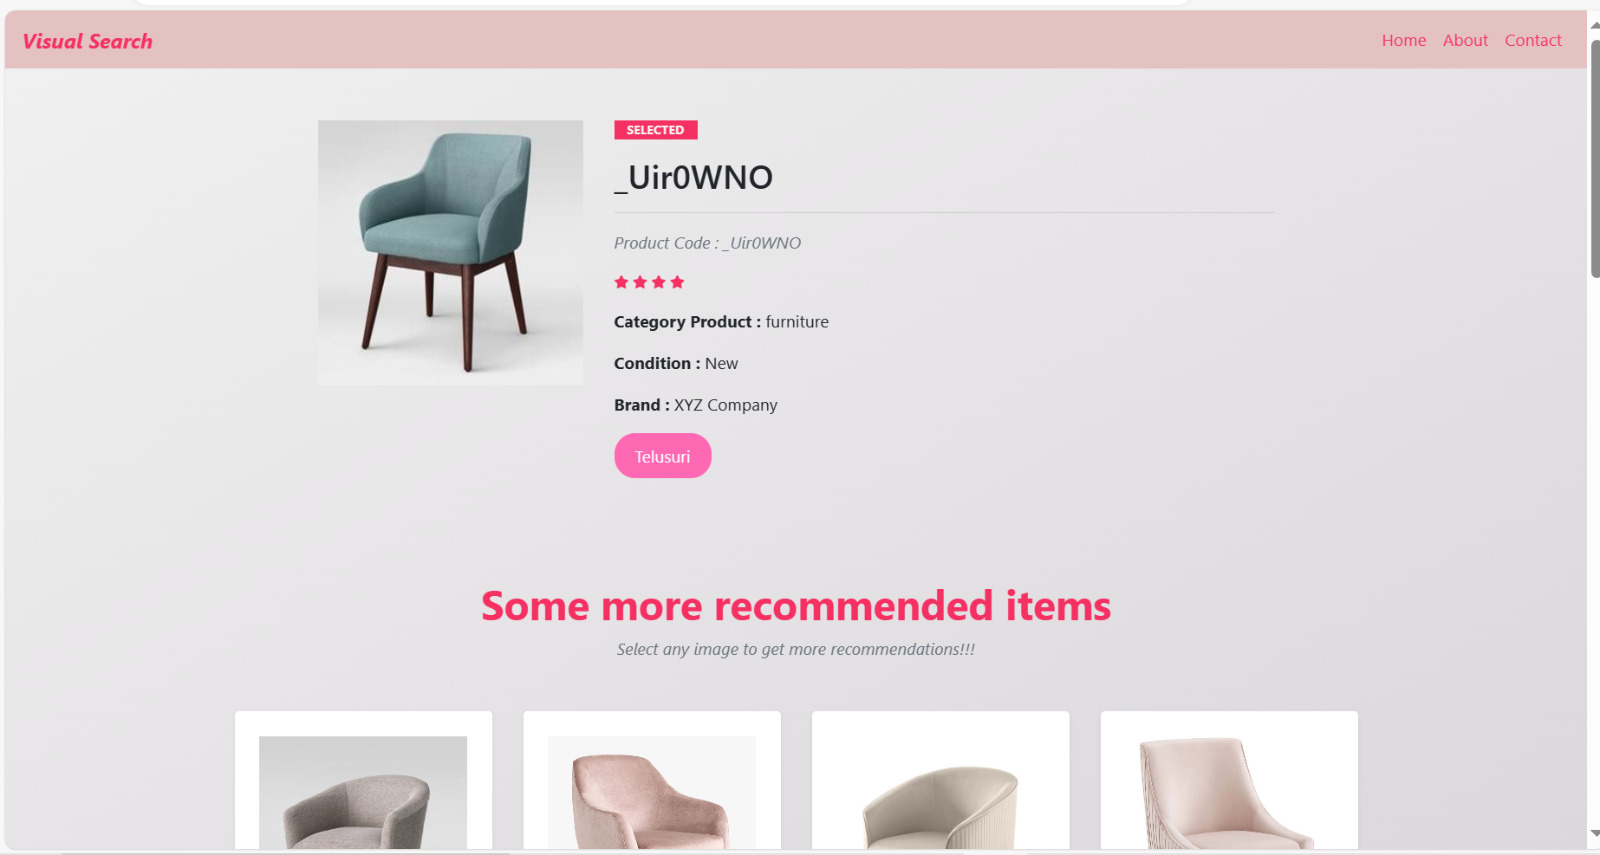 Visual Search
Home About Contact
SELECTED
_Uir0WNO
Product Code : _Uir0WNO
Category Product : furniture
Condition : New
Brand : XYZ Company
Telusuri
Some more recommended items
Select any image to get more recommendations!!!